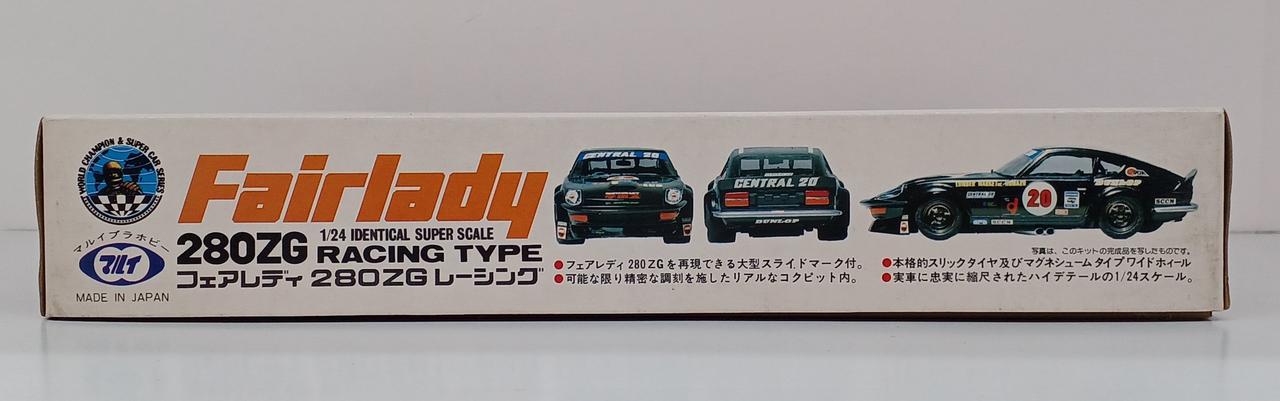 WORLD CHAMPION & SUPER CAR SERIES
マルイプラホビー
マルイ
MADE IN JAPAN
Fairlady
280ZG
1/24 IDENTICAL SUPER SCALE
RACING TYPE
フェアレディ 280ZG レーシング
CENTRAL 20
CENTRAL 20
DUNLOP
CENTRAL 20
20
DUNLOP
SCCN
●フェアレディ 280ZGを再現できる大型スライドマーク付。
●可能な限り精密な調刻を施したリアルなコクピット内。
写真は、このキットの完成品を写したものです。
●本格的スリックタイヤ及びマグネシュームタイプワイドホィール
●実車に忠実に縮尺されたハイデテールの1/24スケール。